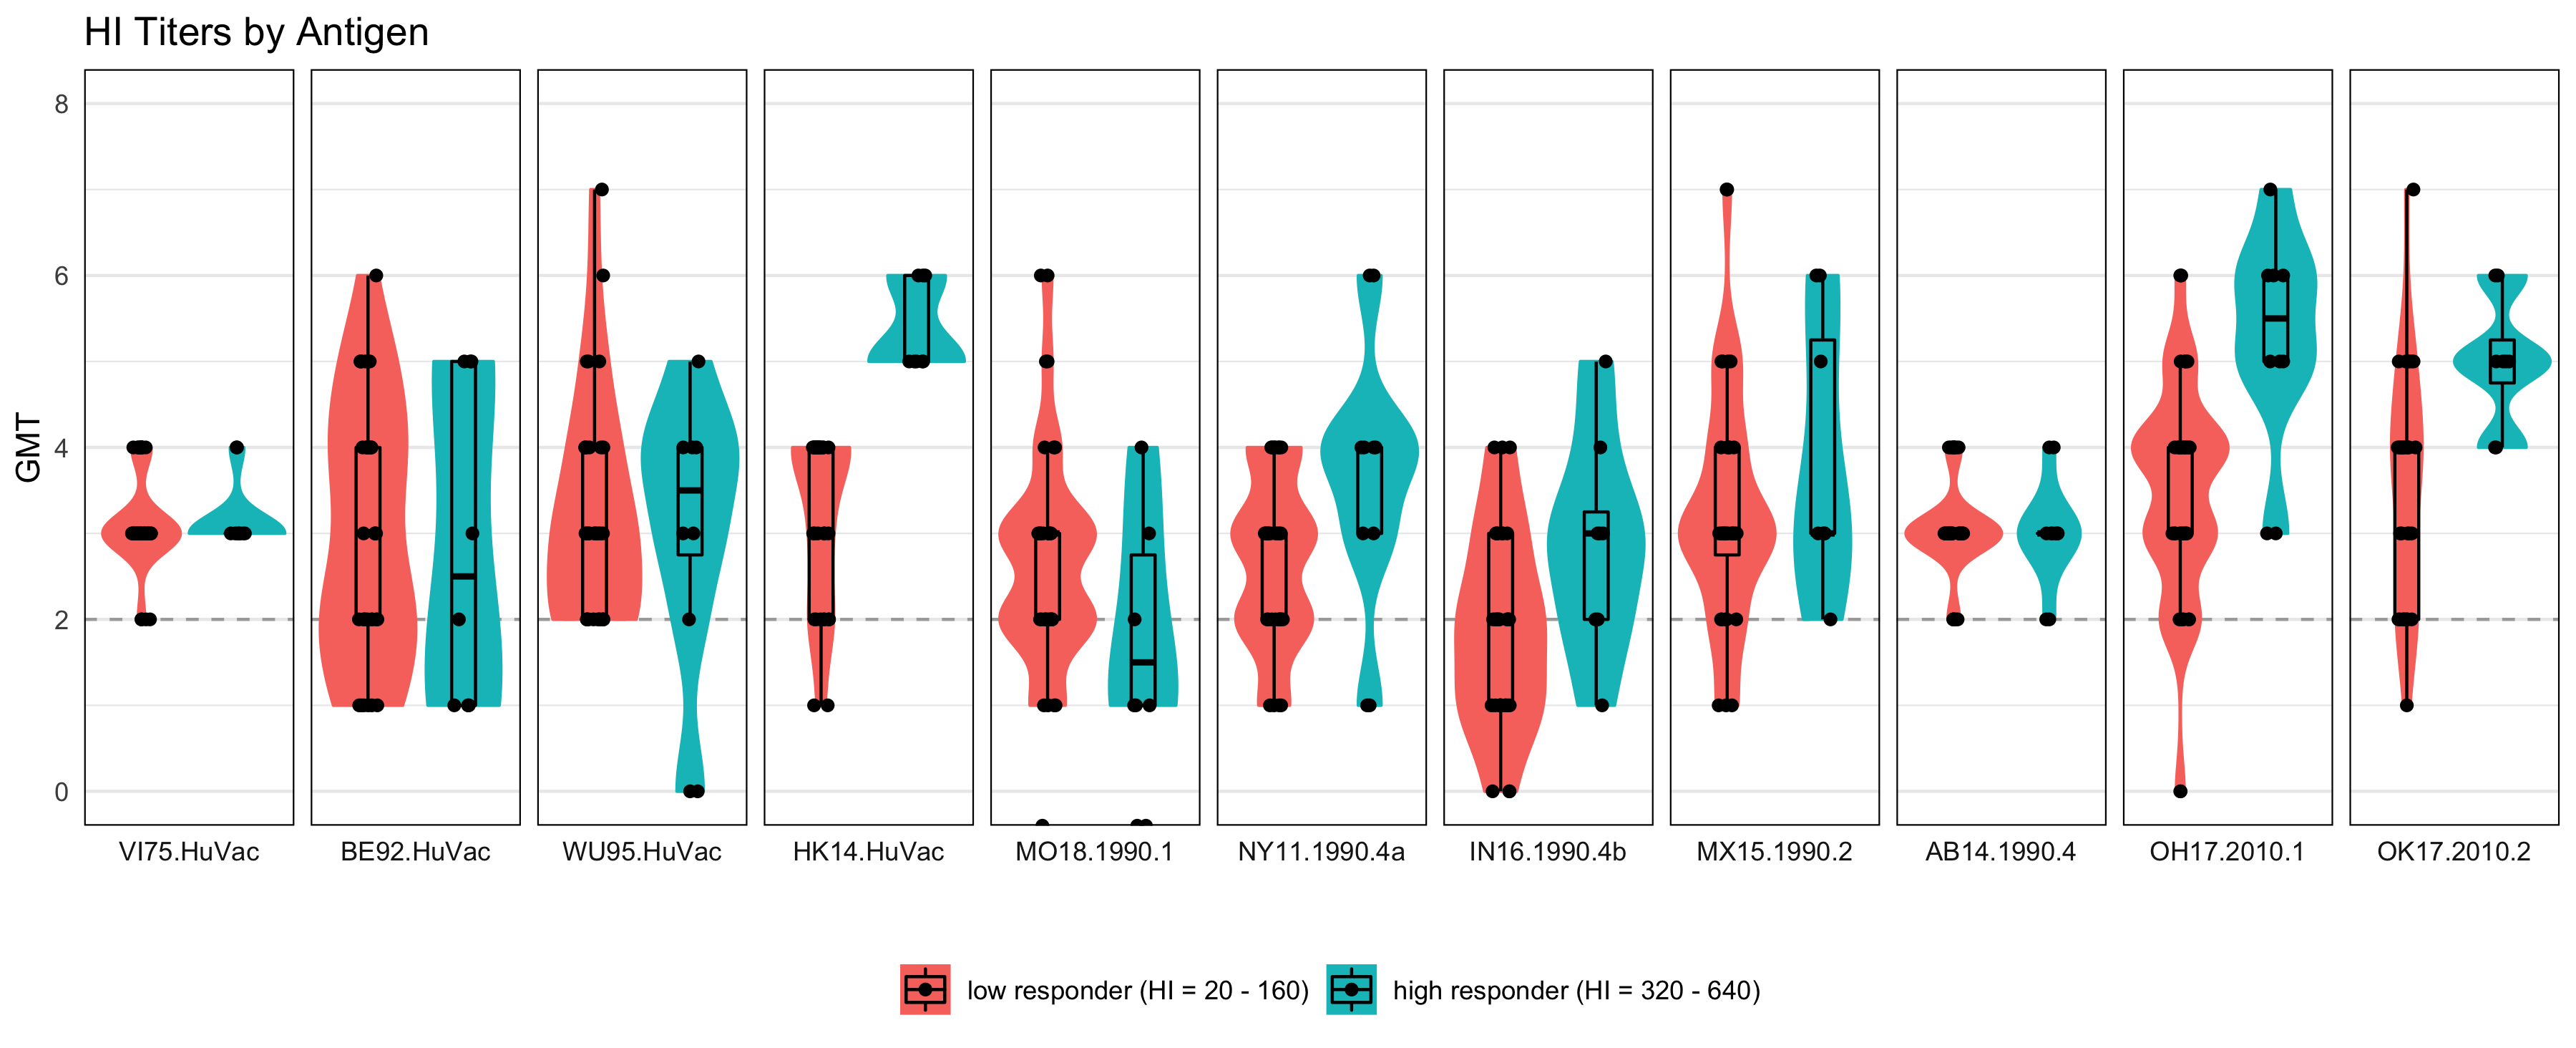 HI Titers by Antigen
GMT
8
6
4
2
0
VI75.HuVac BE92.HuVac WU95.HuVac HK14.HuVac MO18.1990.1 NY11.1990.4a IN16.1990.4b MX15.1990.2 AB14.1990.4 OH17.2010.1 OK17.2010.2
low responder (HI = 20 - 160) high responder (HI = 320 - 640)